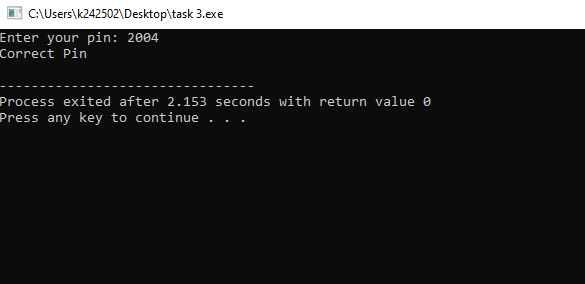 C:\Users\k242502\Desktop\task 3.exe
Enter your pin: 2004
Correct Pin
--------------------------------
Process exited after 2.153 seconds with return value 0
Press any key to continue . . .